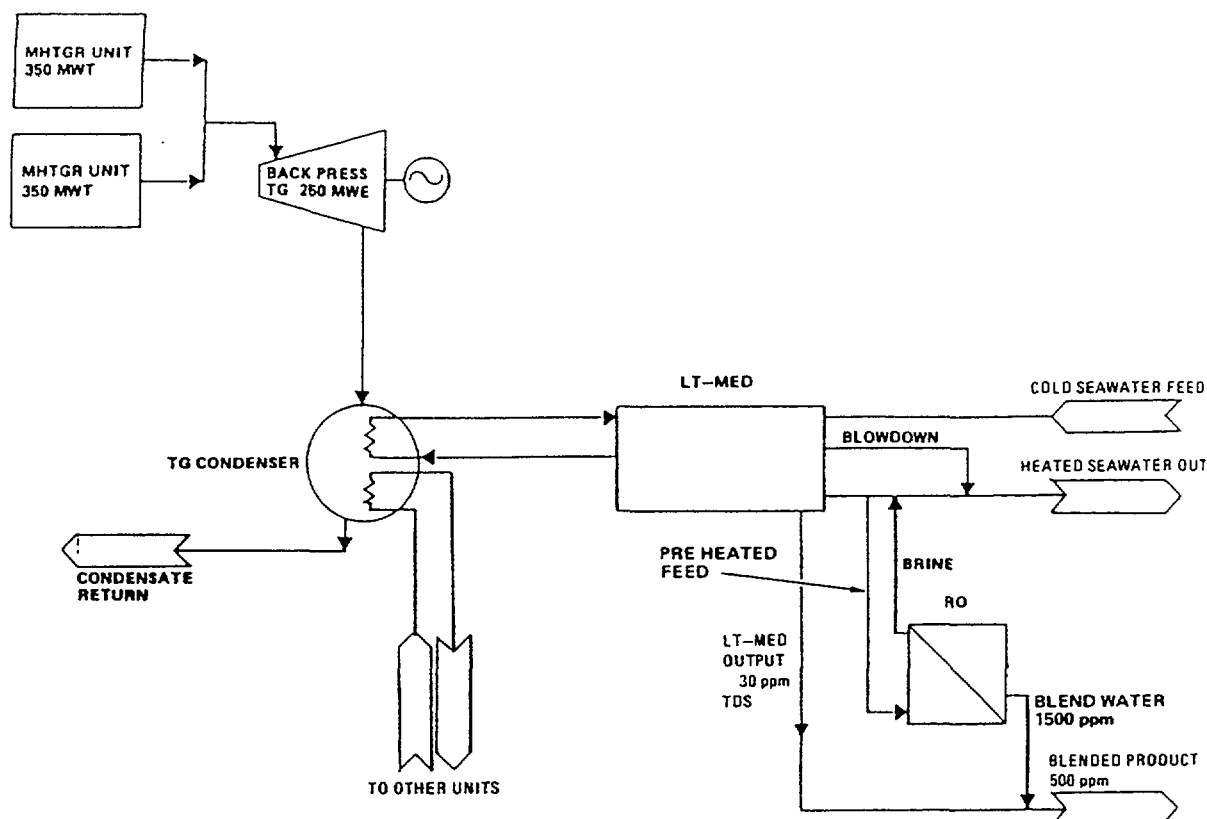 MHTGR UNIT
350 MWT
MHTGR UNIT
350 MWT
BACK PRESS
TG 250 MWE
LT-MED
COLD SEAWATER FEED
BLOWDOWN
TG CONDENSER
HEATED SEAWATER OUT
PRE HEATED
FEED
BRINE
CONDENSATE
RETURN
RO
LT-MED
OUTPUT
30 ppm
TDS
BLEND WATER
1500 ppm
BLENDED PRODUCT
500 ppm
TO OTHER UNITS